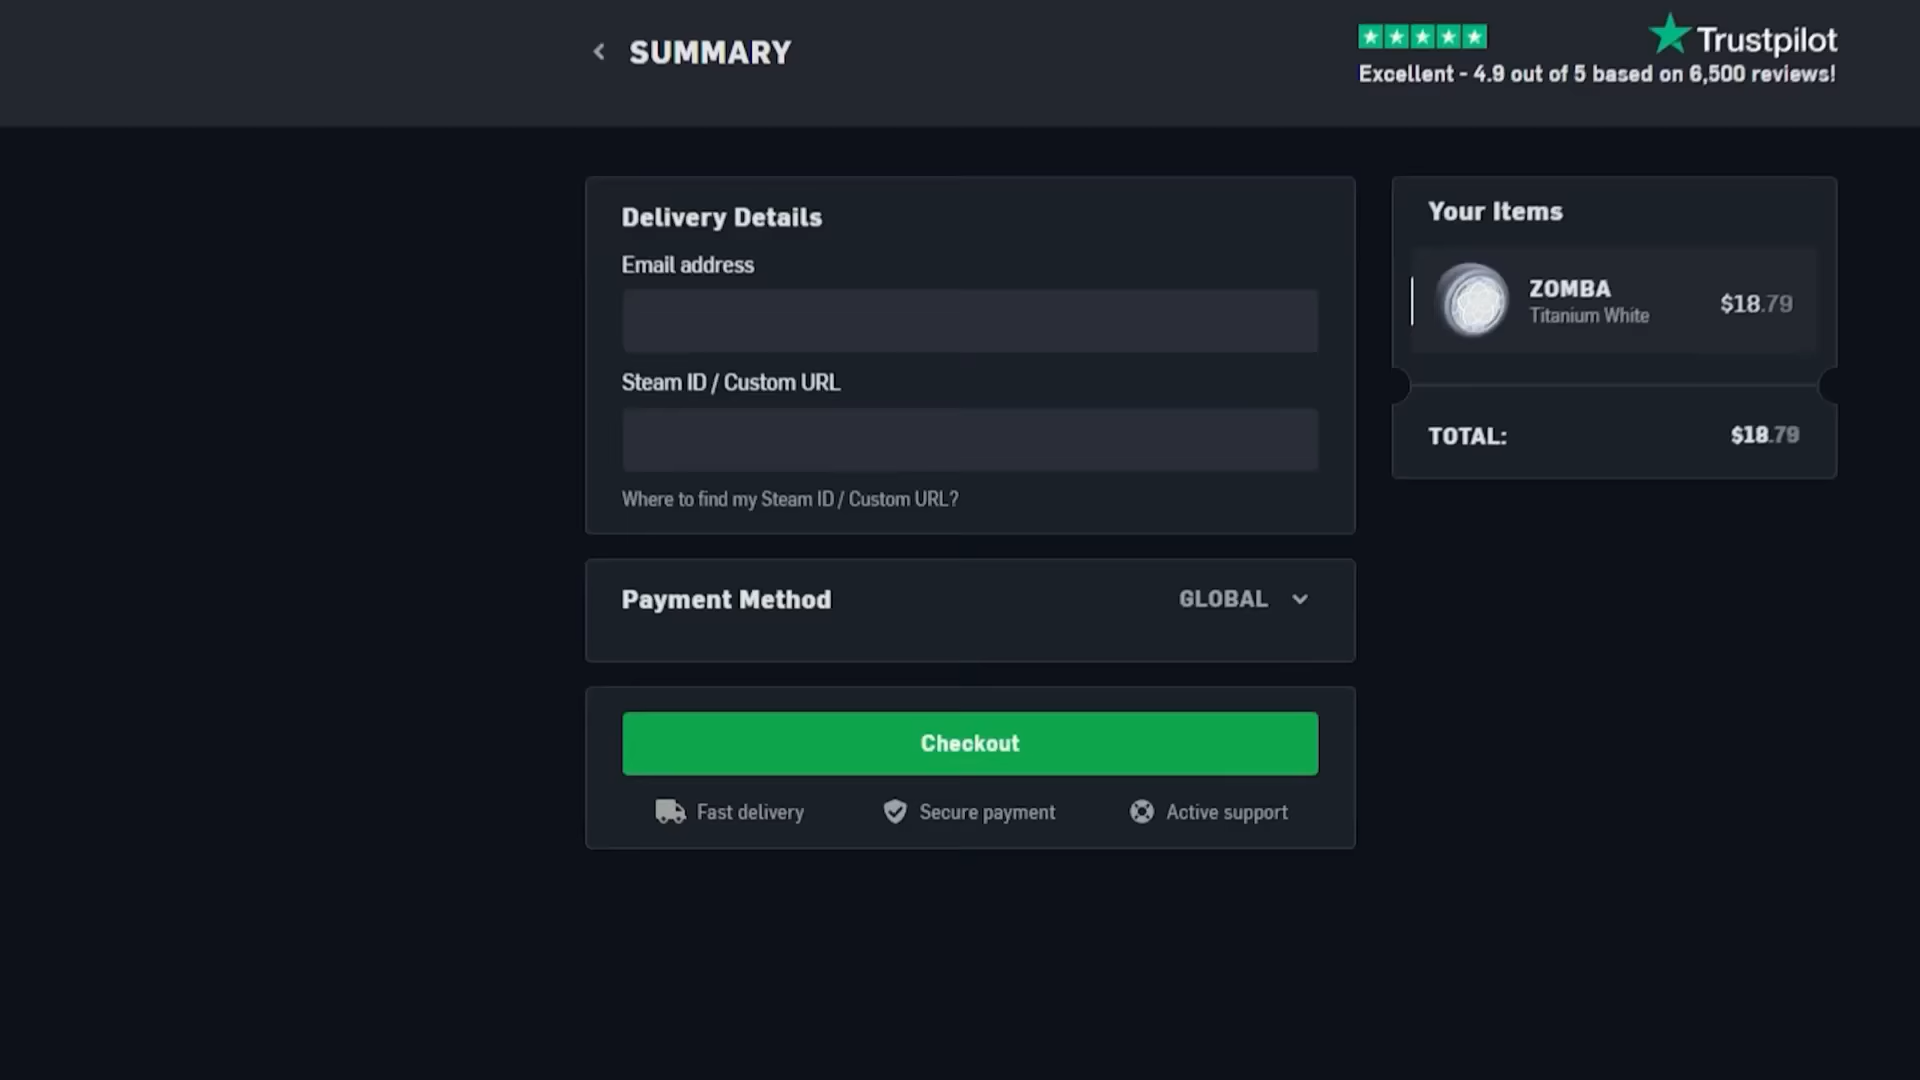 SUMMARY
Trustpilot
Excellent - 4.9 out of 5 based on 6,500 reviews!
Delivery Details
Email address
Steam ID / Custom URL
Where to find my Steam ID / Custom URL?
Payment Method
GLOBAL
Checkout
Fast delivery
Secure payment
Active support
Your Items
ZOMBA
Titanium White
$18.79
TOTAL:
$18.79